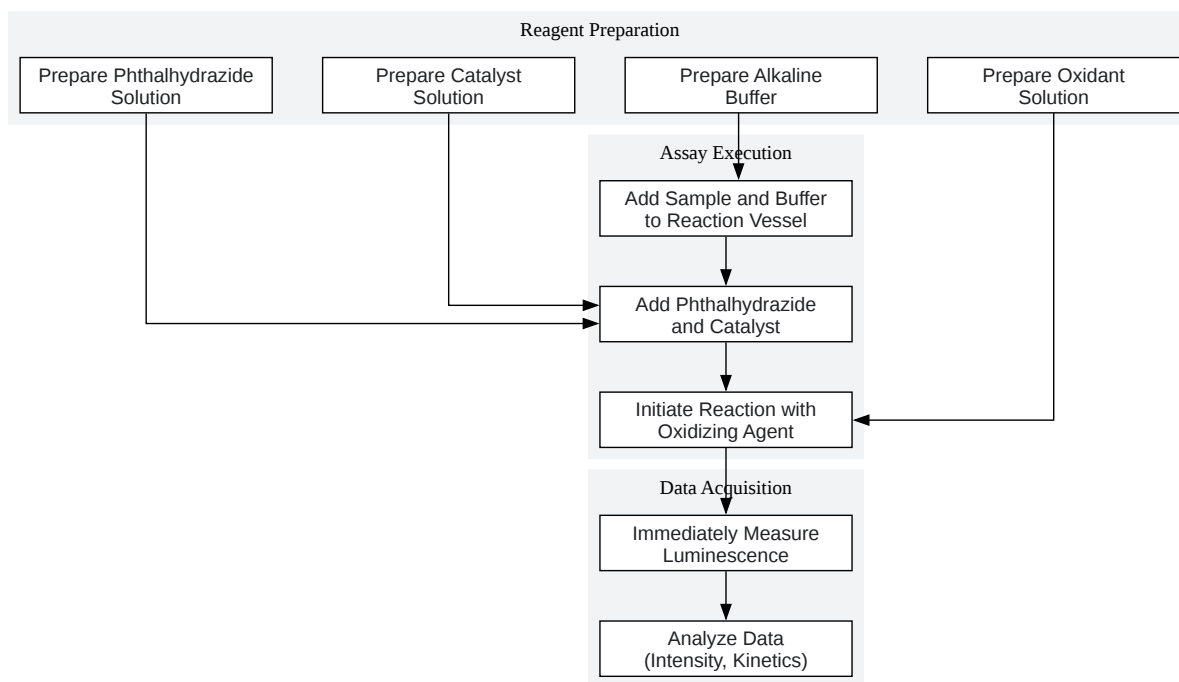 Reagent Preparation
Prepare Phthalhydrazide
Solution
Prepare Catalyst
Solution
Prepare Alkaline
Buffer
Prepare Oxidant
Solution
Assay Execution
Add Sample and Buffer
to Reaction Vessel
Add Phthalhydrazide
and Catalyst
Initiate Reaction with
Oxidizing Agent
Data Acquisition
Immediately Measure
Luminescence
Analyze Data
(Intensity, Kinetics)